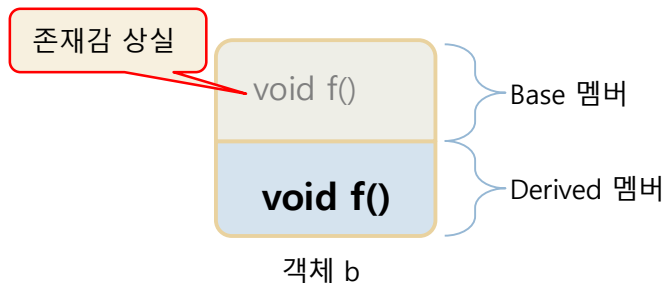 존재감 상실
void f()
Base 멤버
void f()
Derived 멤버
객체 b